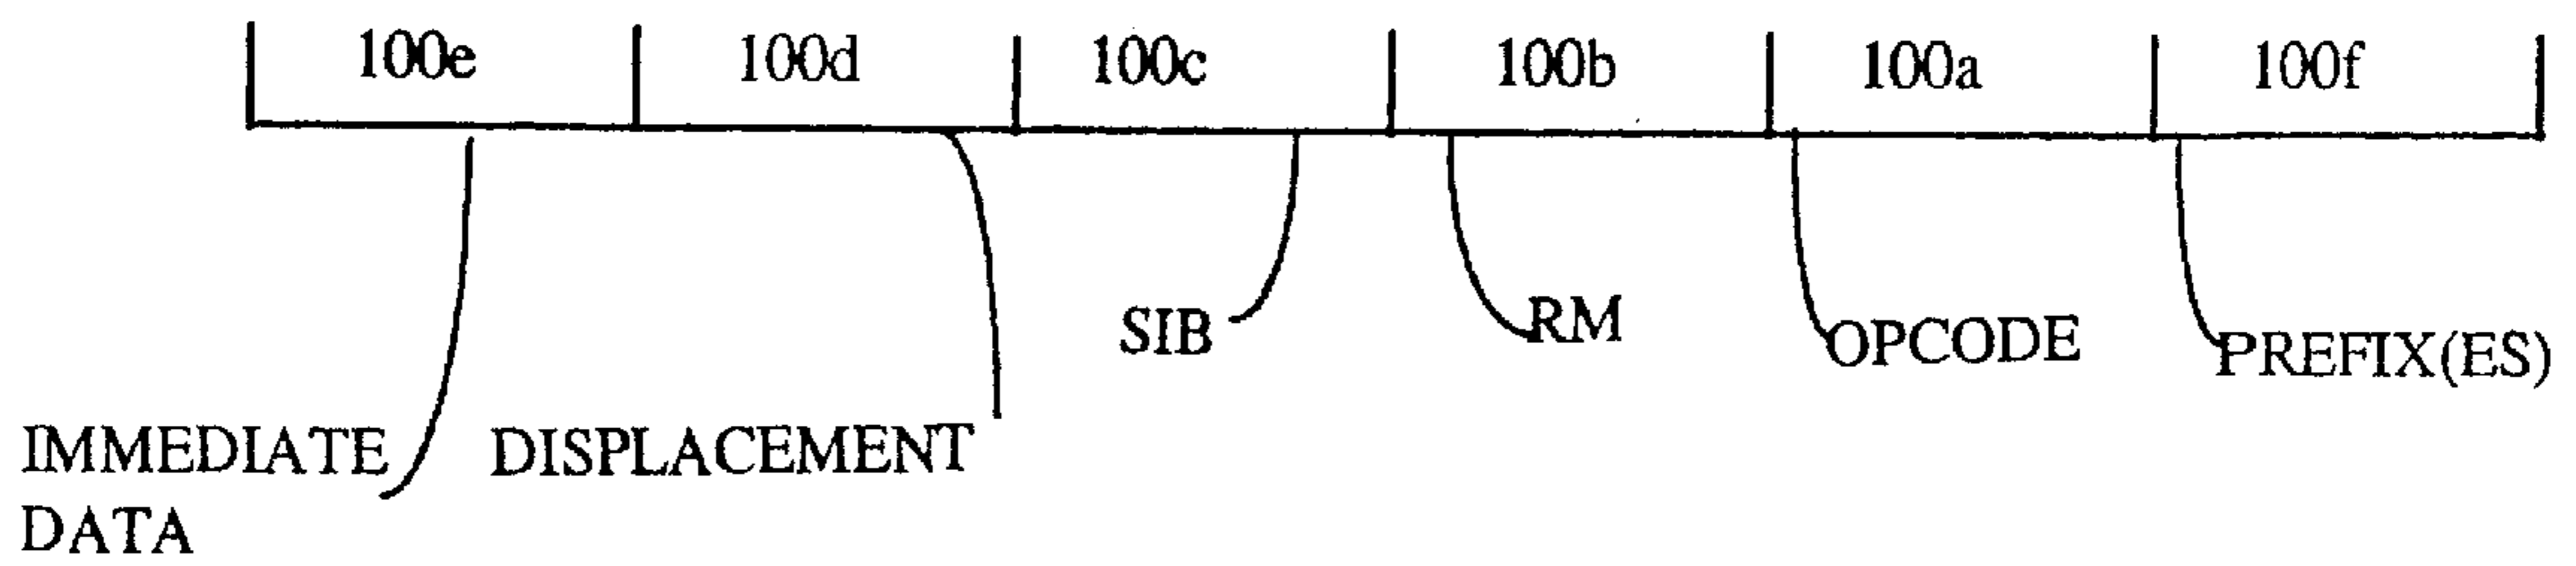 100e 100d 100c 100b 100a 100f
SIB RM OPCODE PREFIX(ES)
IMMEDIATE DISPLACEMENT
DATA